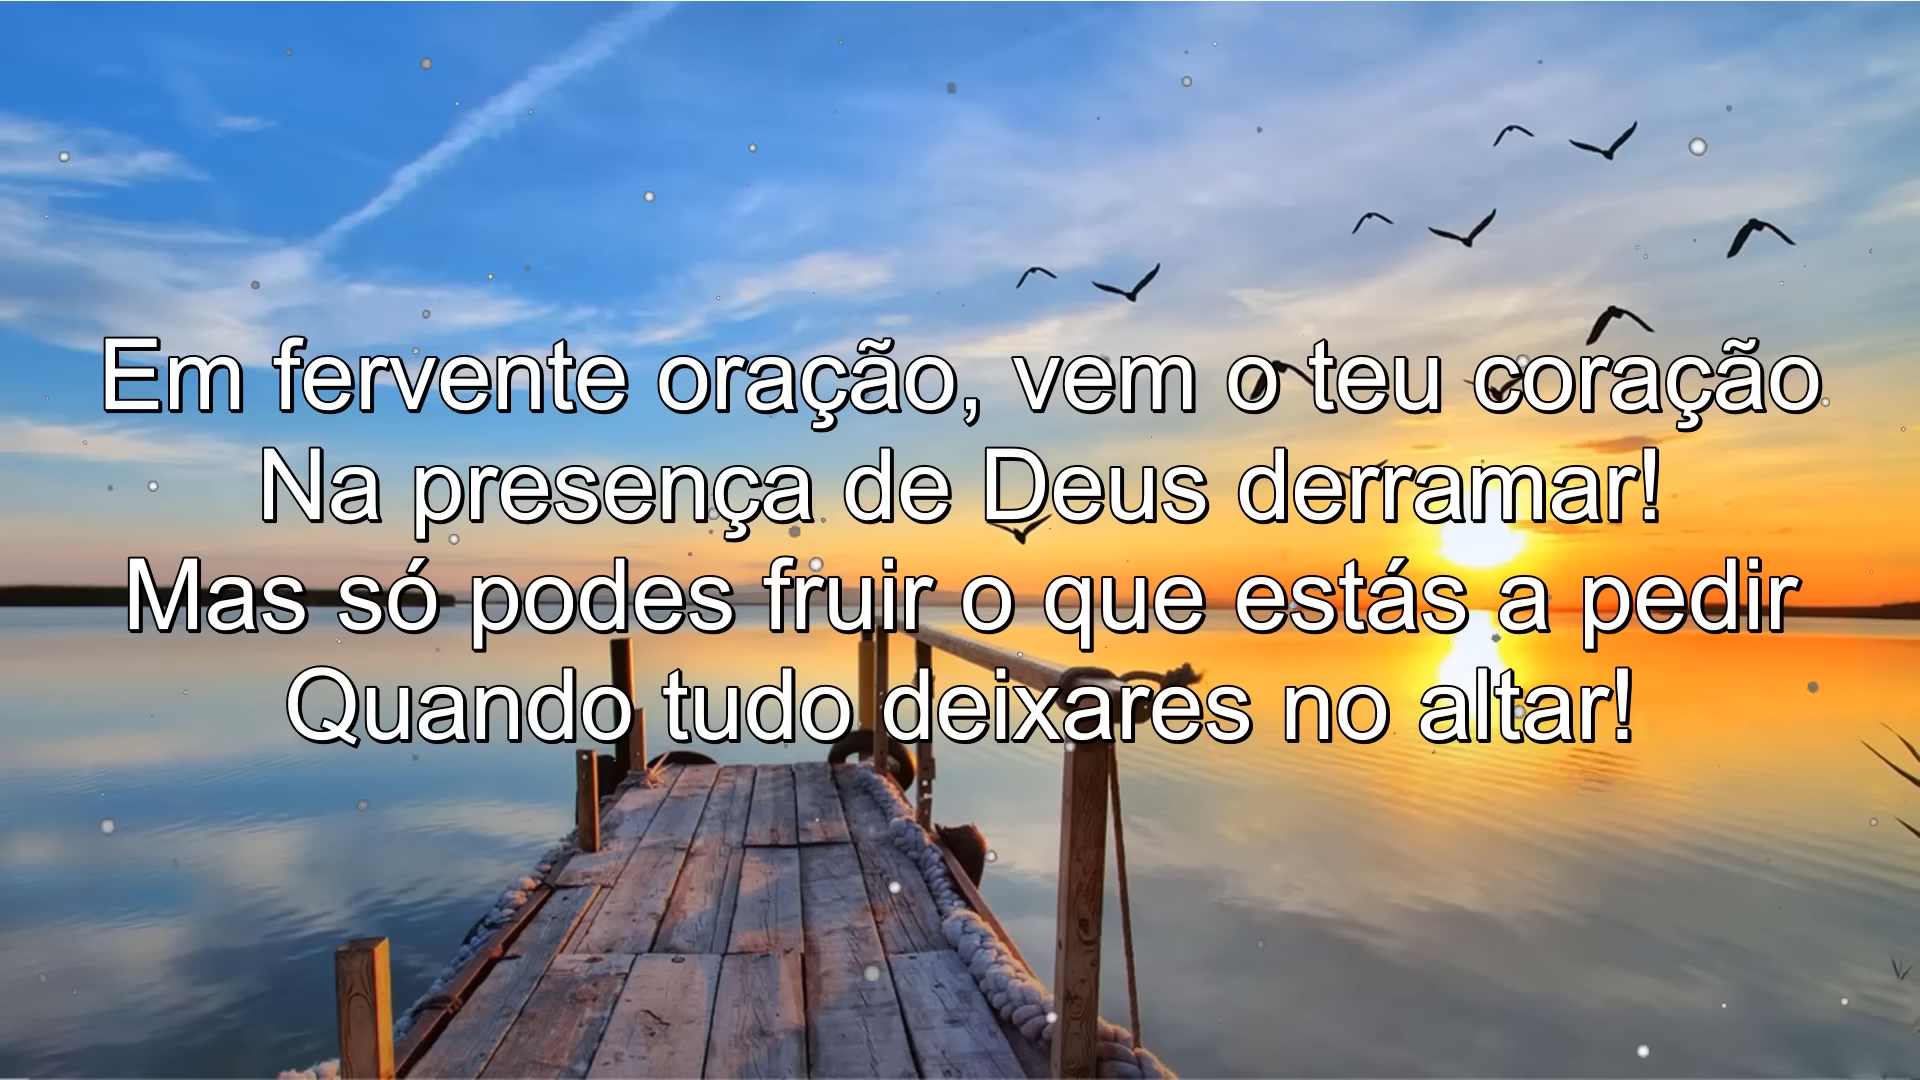 Em fervente oração, vem o teu coração
Na presença de Deus derramar!
Mas só podes fruir o que estás a pedir
Quando tudo deixares no altar!